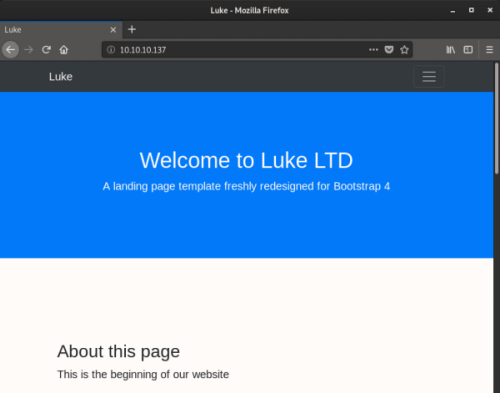 Luke - Mozilla Firefox
Luke
10.10.10.137
Luke
Welcome to Luke LTD
A landing page template freshly redesigned for Bootstrap 4
About this page
This is the beginning of our website